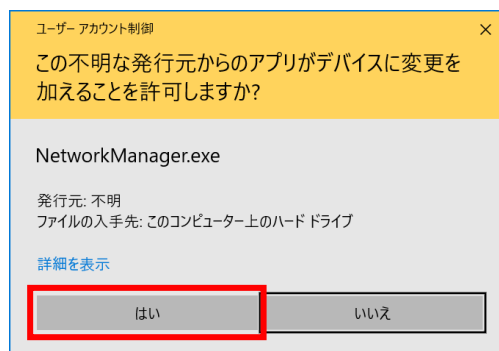 ユーザー アカウント制御
この不明な発行元からのアプリがデバイスに変更を
加えることを許可しますか?
NetworkManager.exe
発行元: 不明
ファイルの入手先: このコンピューター上のハード ドライブ
詳細を表示
はい
いいえ